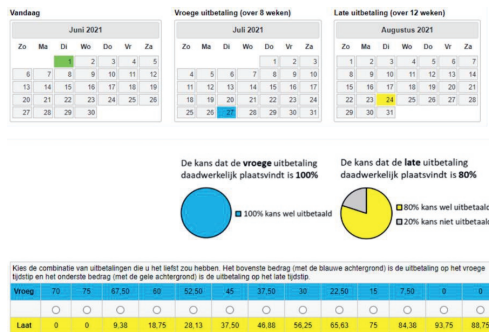 Vandaag
Vroege uitbetaling (over 8 weken)
Late uitbetaling (over 12 weken)
Juni 2021
Juli 2021
Augustus 2021
Zo Ma Di Wo Do Vr Za
1 2 3 4 5
6 7 8 9 10 11 12
13 14 15 16 17 18 19
20 21 22 23 24 25 26
27 28 29 30
Zo Ma Di Wo Do Vr Za
1 2 3
4 5 6 7 8 9 10
11 12 13 14 15 16 17
18 19 20 21 22 23 24
25 26 27 28 29 30 31
Zo Ma Di Wo Do Vr Za
1 2 3 4 5 6 7
8 9 10 11 12 13 14
15 16 17 18 19 20 21
22 23 24 25 26 27 28
29 30 31
De kans dat de vroege uitbetaling
daadwerkelijk plaatsvindt is 100%
100% kans wel uitbetaald
De kans dat de late uitbetaling
daadwerkelijk plaatsvindt is 80%
80% kans wel uitbetaald
20% kans niet uitbetaald
Kies de combinatie van uitbetalingen die u het liefst zou hebben. Het bovenste bedrag (met de blauwe achtergrond) is de uitbetaling op het vroege
tijdstip en het onderste bedrag (met de gele achtergrond) is de uitbetaling op het late tijdstip.
Vroeg 70 75 67,50 60 52,50 45 37,50 30 22,50 15 7,50 0 0
Laat 0 0 9,38 18,75 28,13 37,50 46,88 56,25 65,63 75 84,38 93,75 88,75